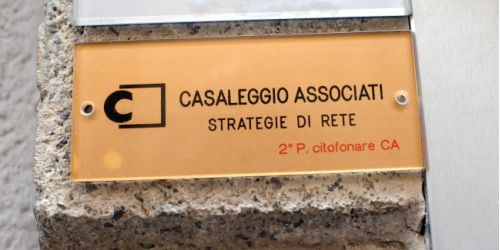 C
CASALEGGIO ASSOCIATI
STRATEGIE DI RETE
2° P. citofonare CA